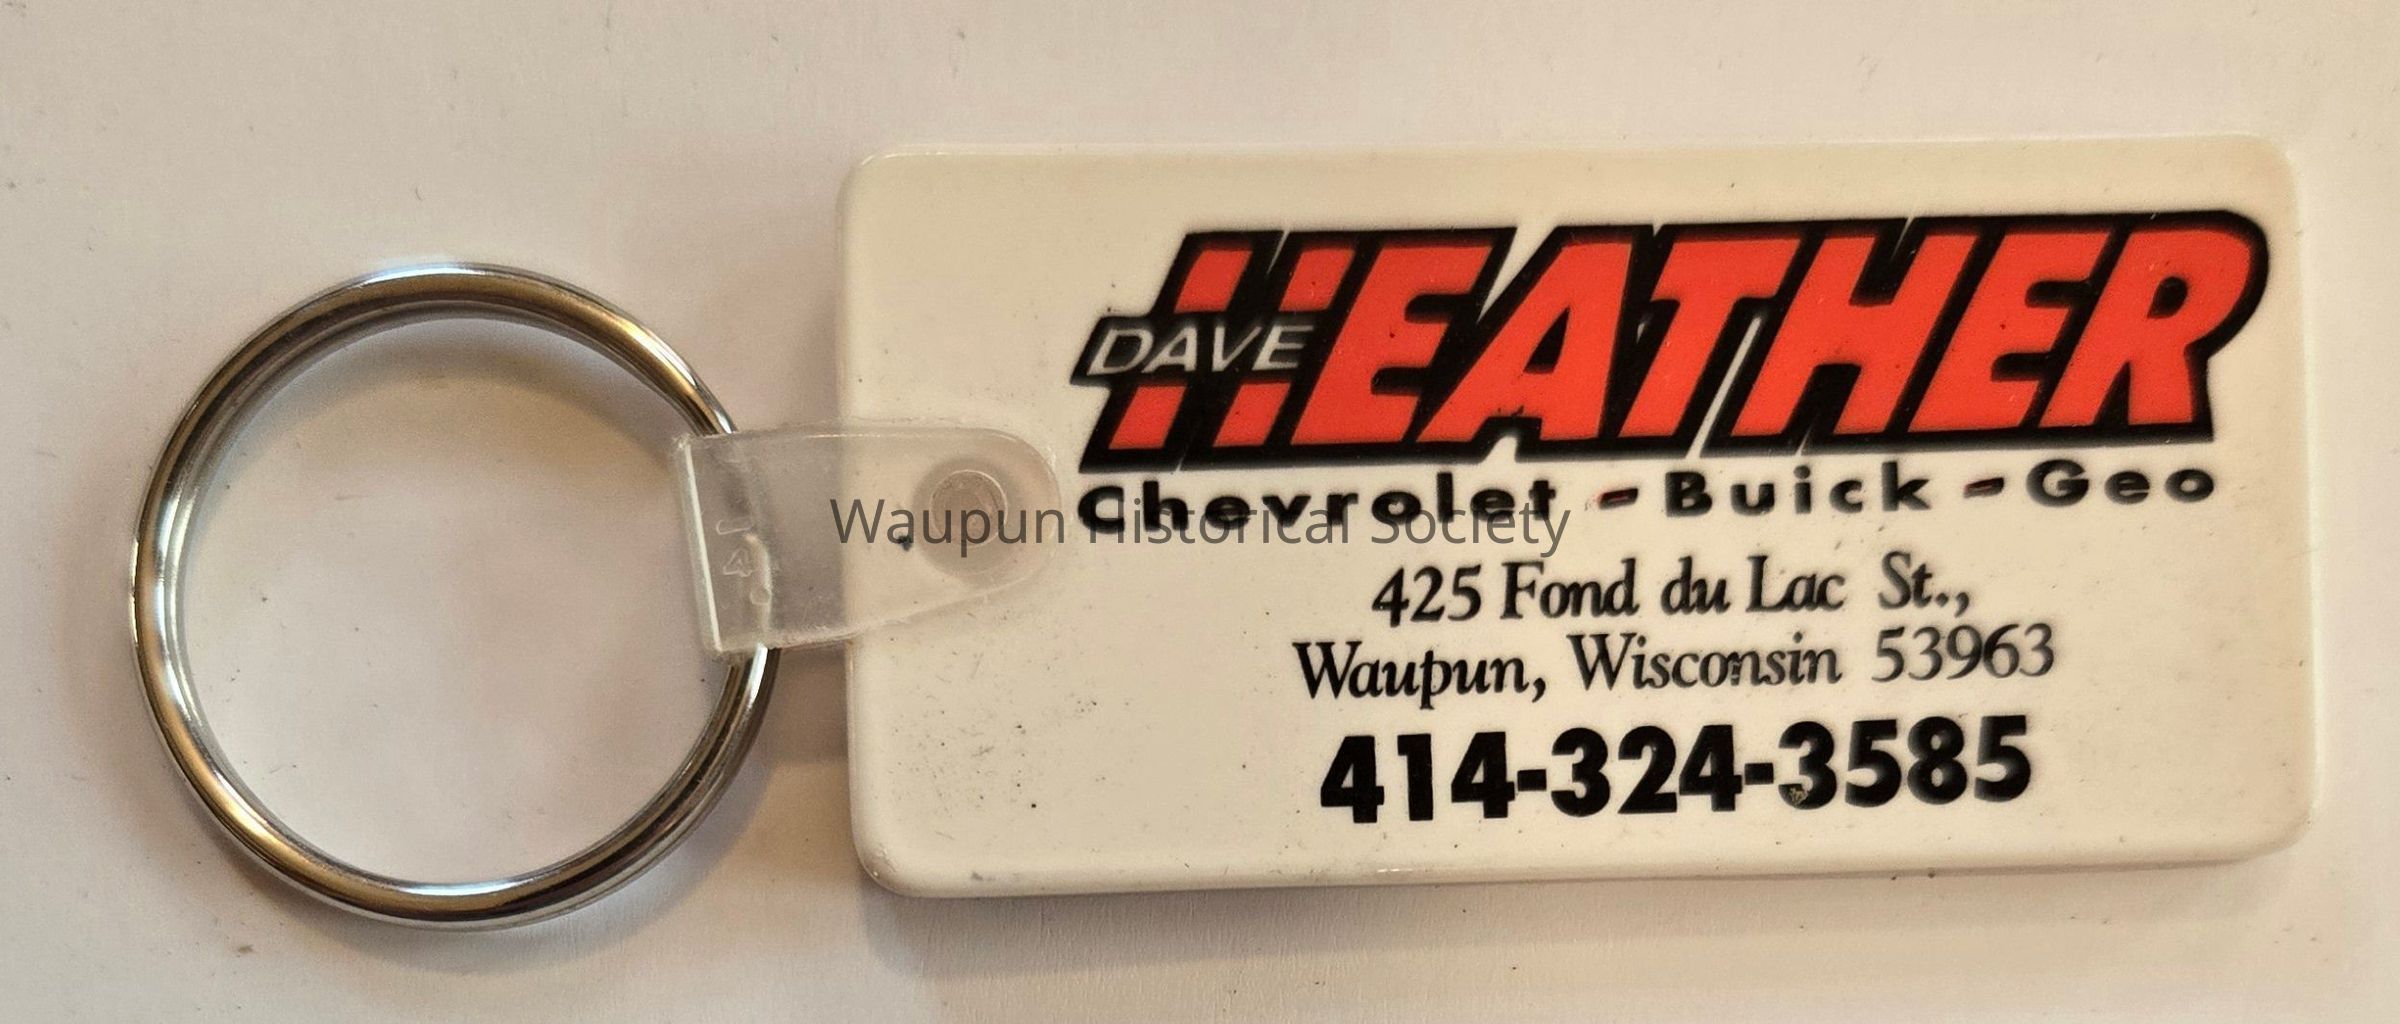 DAVE HEATHER
Chevrolet - Buick - Geo
Waupun Historical Society
425 Fond du Lac St.,
Waupun, Wisconsin 53963
414-324-3585